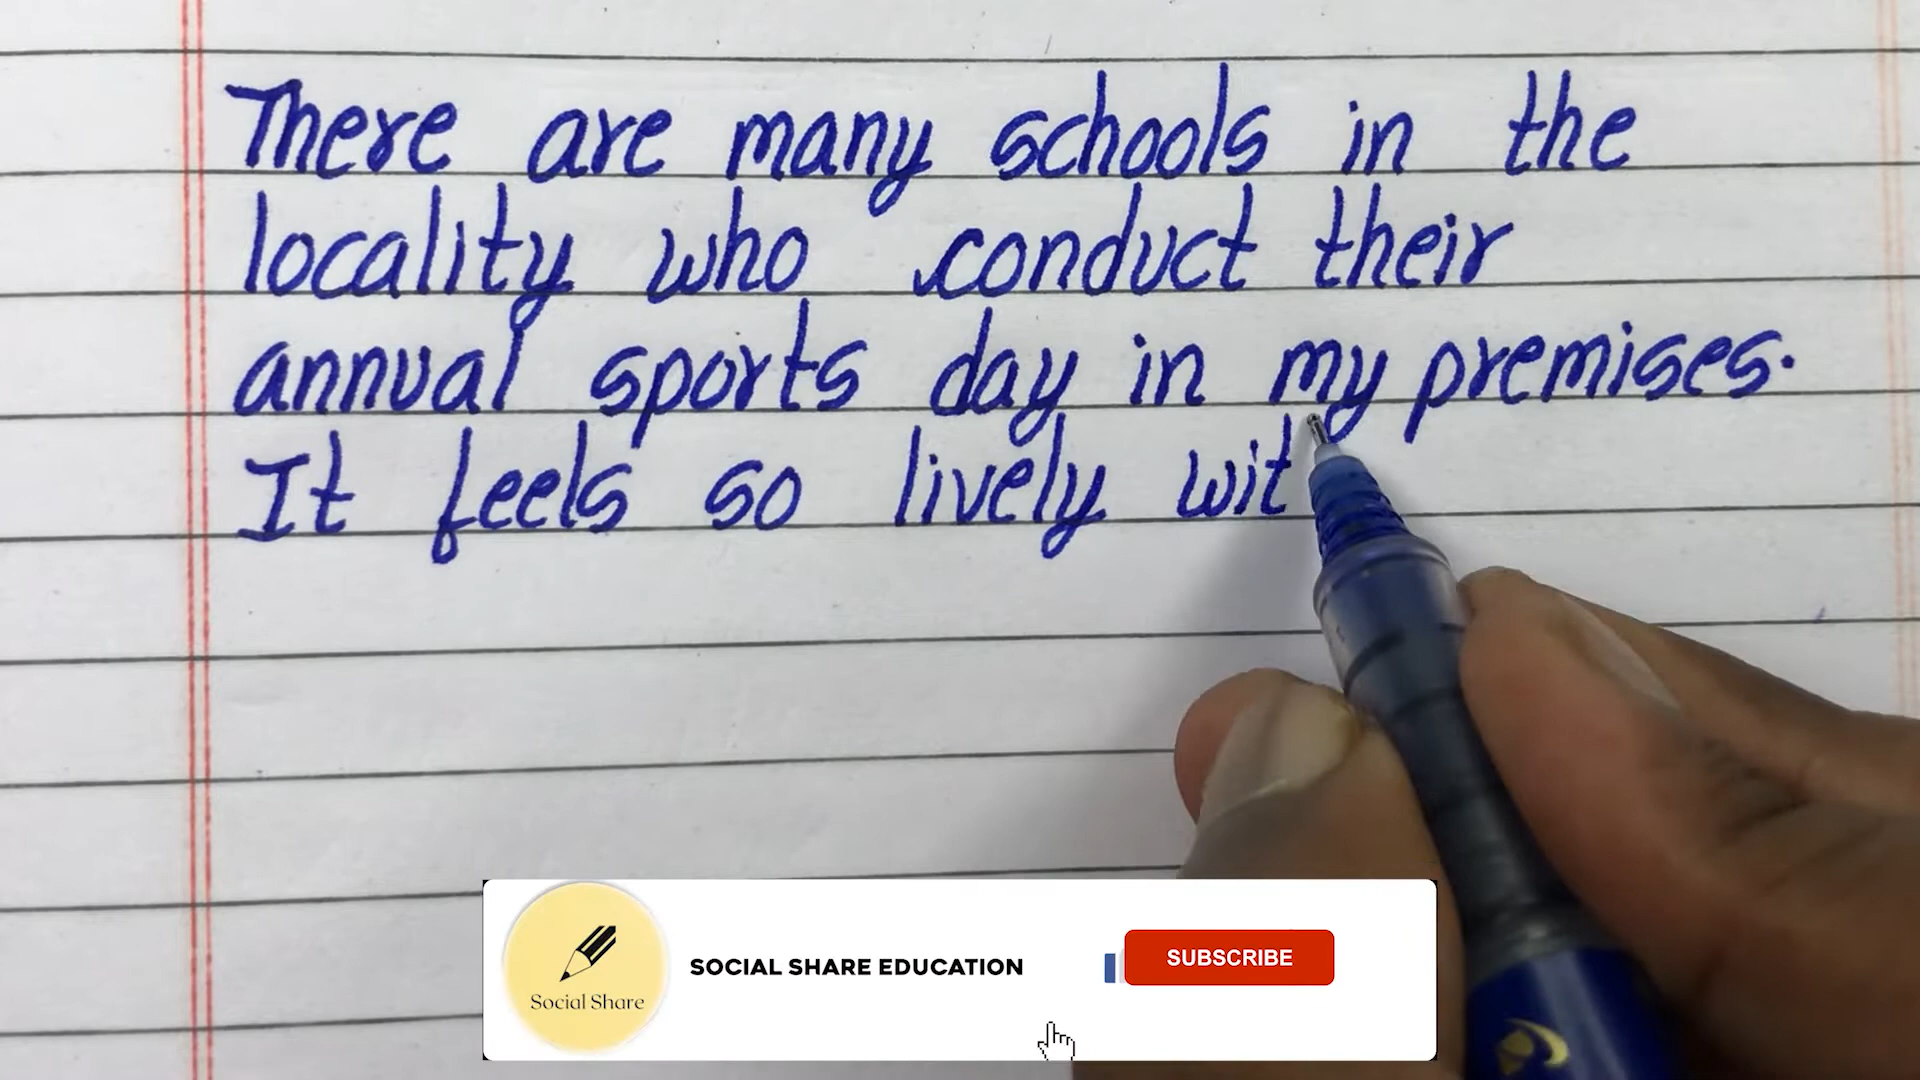 There are many schools in the
locality who conduct their
annual sports day in my premises.
It feels so lively wit
Social Share
SOCIAL SHARE EDUCATION
SUBSCRIBE